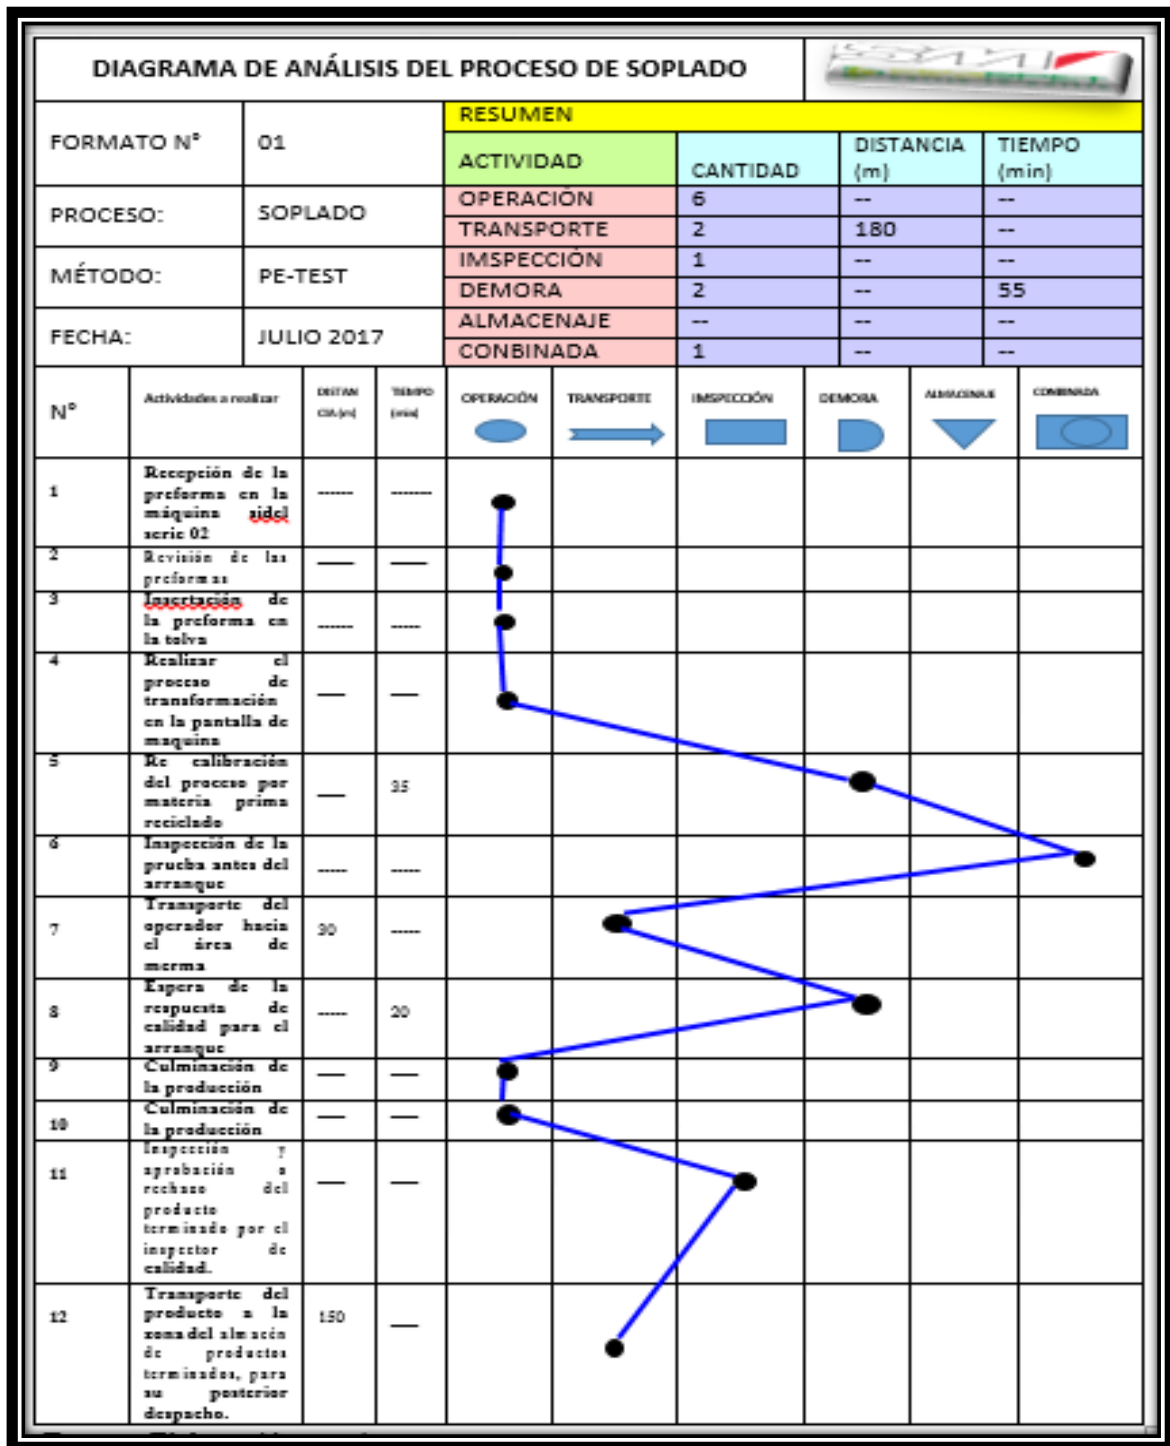 DIAGRAMA DE ANÁLISIS DEL PROCESO DE SOPLADO
FORMATO N° 01
RESUMEN
ACTIVIDAD CANTIDAD DISTANCIA (m) TIEMPO (min)
PROCESO: SOPLADO
OPERACIÓN 6 -- --
TRANSPORTE 2 180 --
MÉTODO: PE-TEST
IMSPECCIÓN 1 -- --
DEMORA 2 -- 55
FECHA: JULIO 2017
ALMACENAJE -- -- --
CONBINADA 1 -- --
N° Actividades a realizar DISTAN CIA (m) TIEMPO (min) OPERACIÓN TRANSPORTE IMSPECCIÓN DEMORA ALMACENAJE COMBINADA
1
Recepción de la
preforma en la
máquina sidel
serie 02
------ -------
2
Revisión de las
preformas
3
Insertación de
la preforma en
la tolva
------ -----
4
Realizar el
proceso de
transformación
en la pantalla de
maquina
5
Re calibración
del proceso por
materia prima
reciclado
35
6
Inspección de la
prueba antes del
arranque
----- -----
7
Transporte del
operador hacia
el área de
merma
30 -----
8
Espera de la
respuesta de
calidad para el
arranque
----- 20
9
Culminación de
la producción
10
Culminación de
la producción
11
Inspección y
aprobación o
rechazo del
producto
terminado por el
inspector de
calidad.
12
Transporte del
producto a la
zona del almacén
de productos
terminados, para
su posterior
despacho.
150